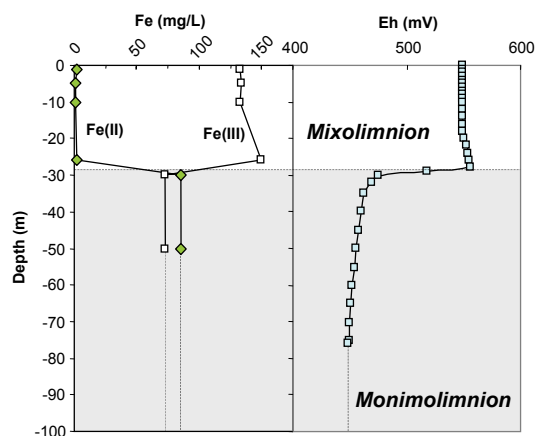 Fe (mg/L)
Eh (mV)
0
50
100
150
400
500
600
0
-10
-20
-30
-40
-50
-60
-70
-80
-90
-100
Depth (m)
Fe(II)
Fe(III)
Mixolimnion
Monimolimnion